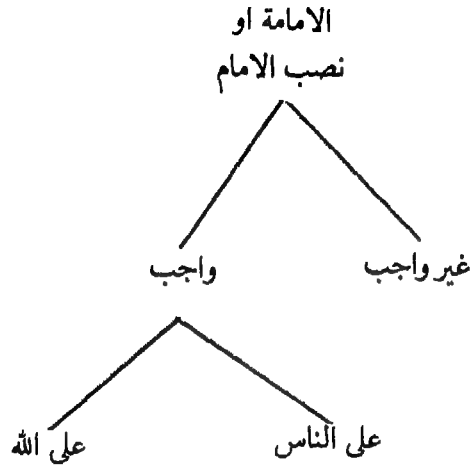 الامامة او
نصب الامام
غير واجب
واجب
على الناس
على الله